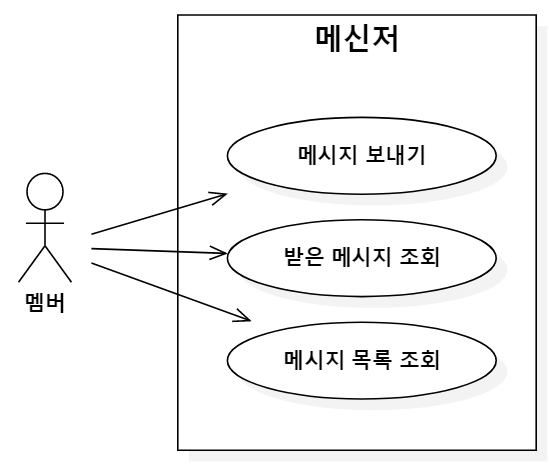 메신저
메시지 보내기
받은 메시지 조회
메시지 목록 조회
멤버